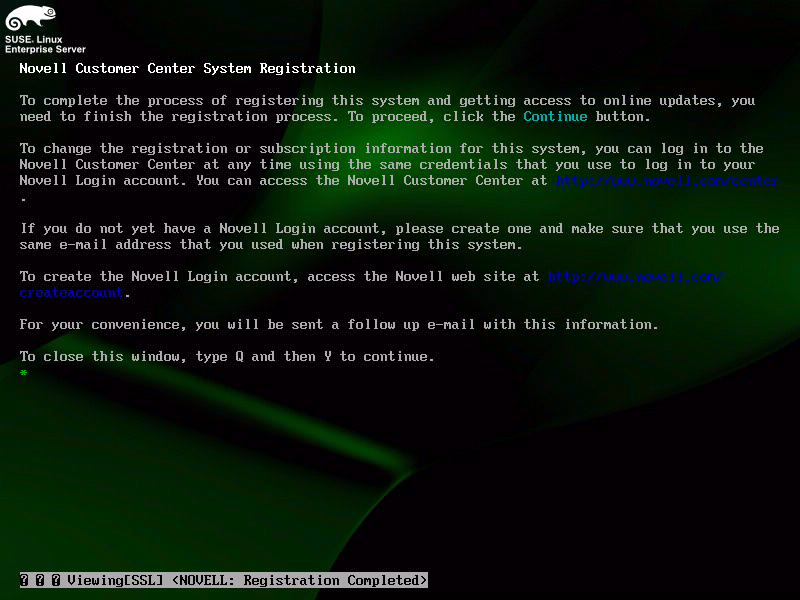 SUSE® Linux
Enterprise Server
Novell Customer Center System Registration
To complete the process of registering this system and getting access to online updates, you
need to finish the registration process. To proceed, click the Continue button.
To change the registration or subscription information for this system, you can log in to the
Novell Customer Center at any time using the same credentials that you use to log in to your
Novell Login account. You can access the Novell Customer Center at http://www.novell.com/center
.
If you do not yet have a Novell Login account, please create one and make sure that you use the
same e-mail address that you used when registering this system.
To create the Novell Login account, access the Novell web site at http://www.novell.com/
createaccount.
For your convenience, you will be sent a follow up e-mail with this information.
To close this window, type Q and then Y to continue.
*
Viewing[SSL] <NOVELL: Registration Completed>